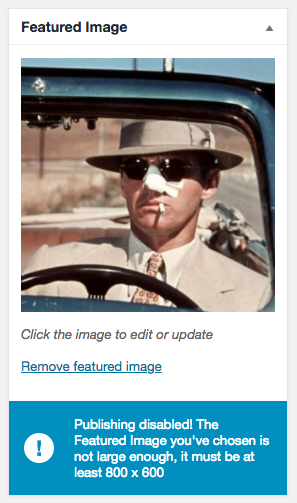 Featured Image
Click the image to edit or update
Remove featured image
Publishing disabled! The
Featured Image you've chosen is
not large enough, it must be at
least 800 x 600